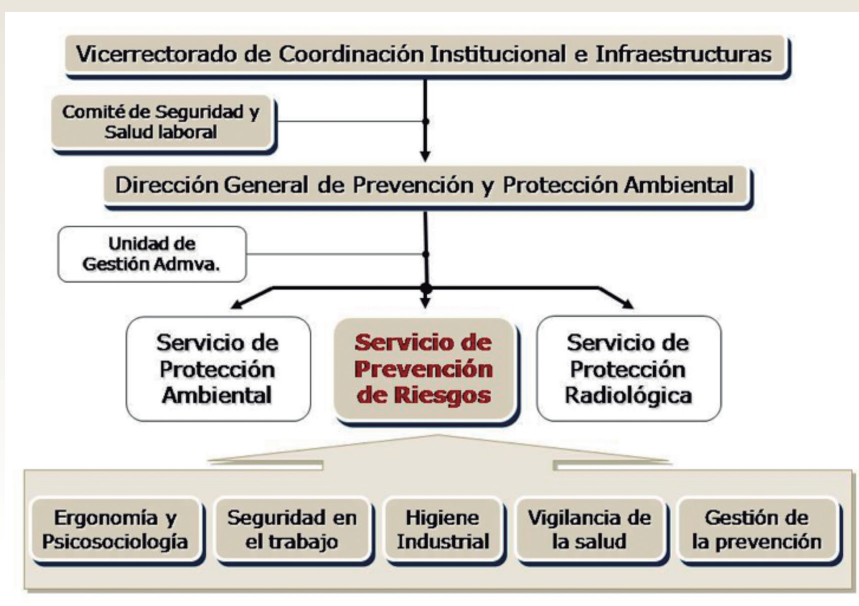 Vicerrectorado de Coordinación Institucional e Infraestructuras
Comité de Seguridad y
Salud laboral
Dirección General de Prevención y Protección Ambiental
Unidad de
Gestión Admva.
Servicio de
Protección
Ambiental
Servicio de
Prevención
de Riesgos
Servicio de
Protección
Radiológica
Ergonomía y
Psicosociología
Seguridad en
el trabajo
Higiene
Industrial
Vigilancia de
la salud
Gestión de
la prevención